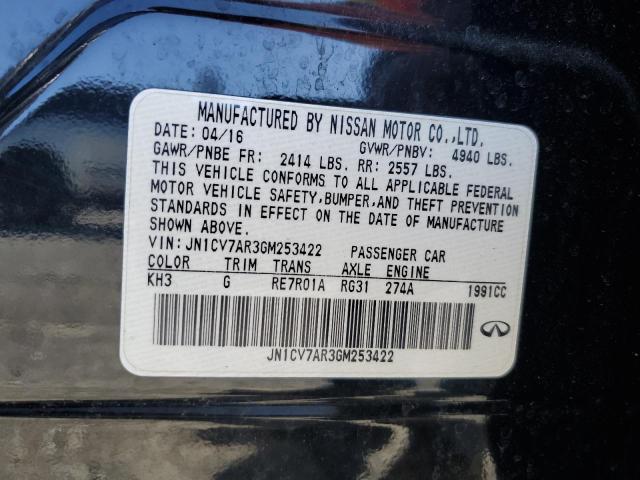 MANUFACTURED BY NISSAN MOTOR CO.,LTD.
DATE: 04/16 GVWR/PNBV: 4940 LBS.
GAWR/PNBE FR: 2414 LBS. RR: 2557 LBS.
THIS VEHICLE CONFORMS TO ALL APPLICABLE FEDERAL
MOTOR VEHICLE SAFETY, BUMPER, AND THEFT PREVENTION
STANDARDS IN EFFECT ON THE DATE OF MANUFACTURE
SHOWN ABOVE.
VIN: JN1CV7AR3GM253422 PASSENGER CAR
COLOR TRIM TRANS AXLE ENGINE
KH3 G RE7R01A RG31 274A 1991CC
JN1CV7AR3GM253422